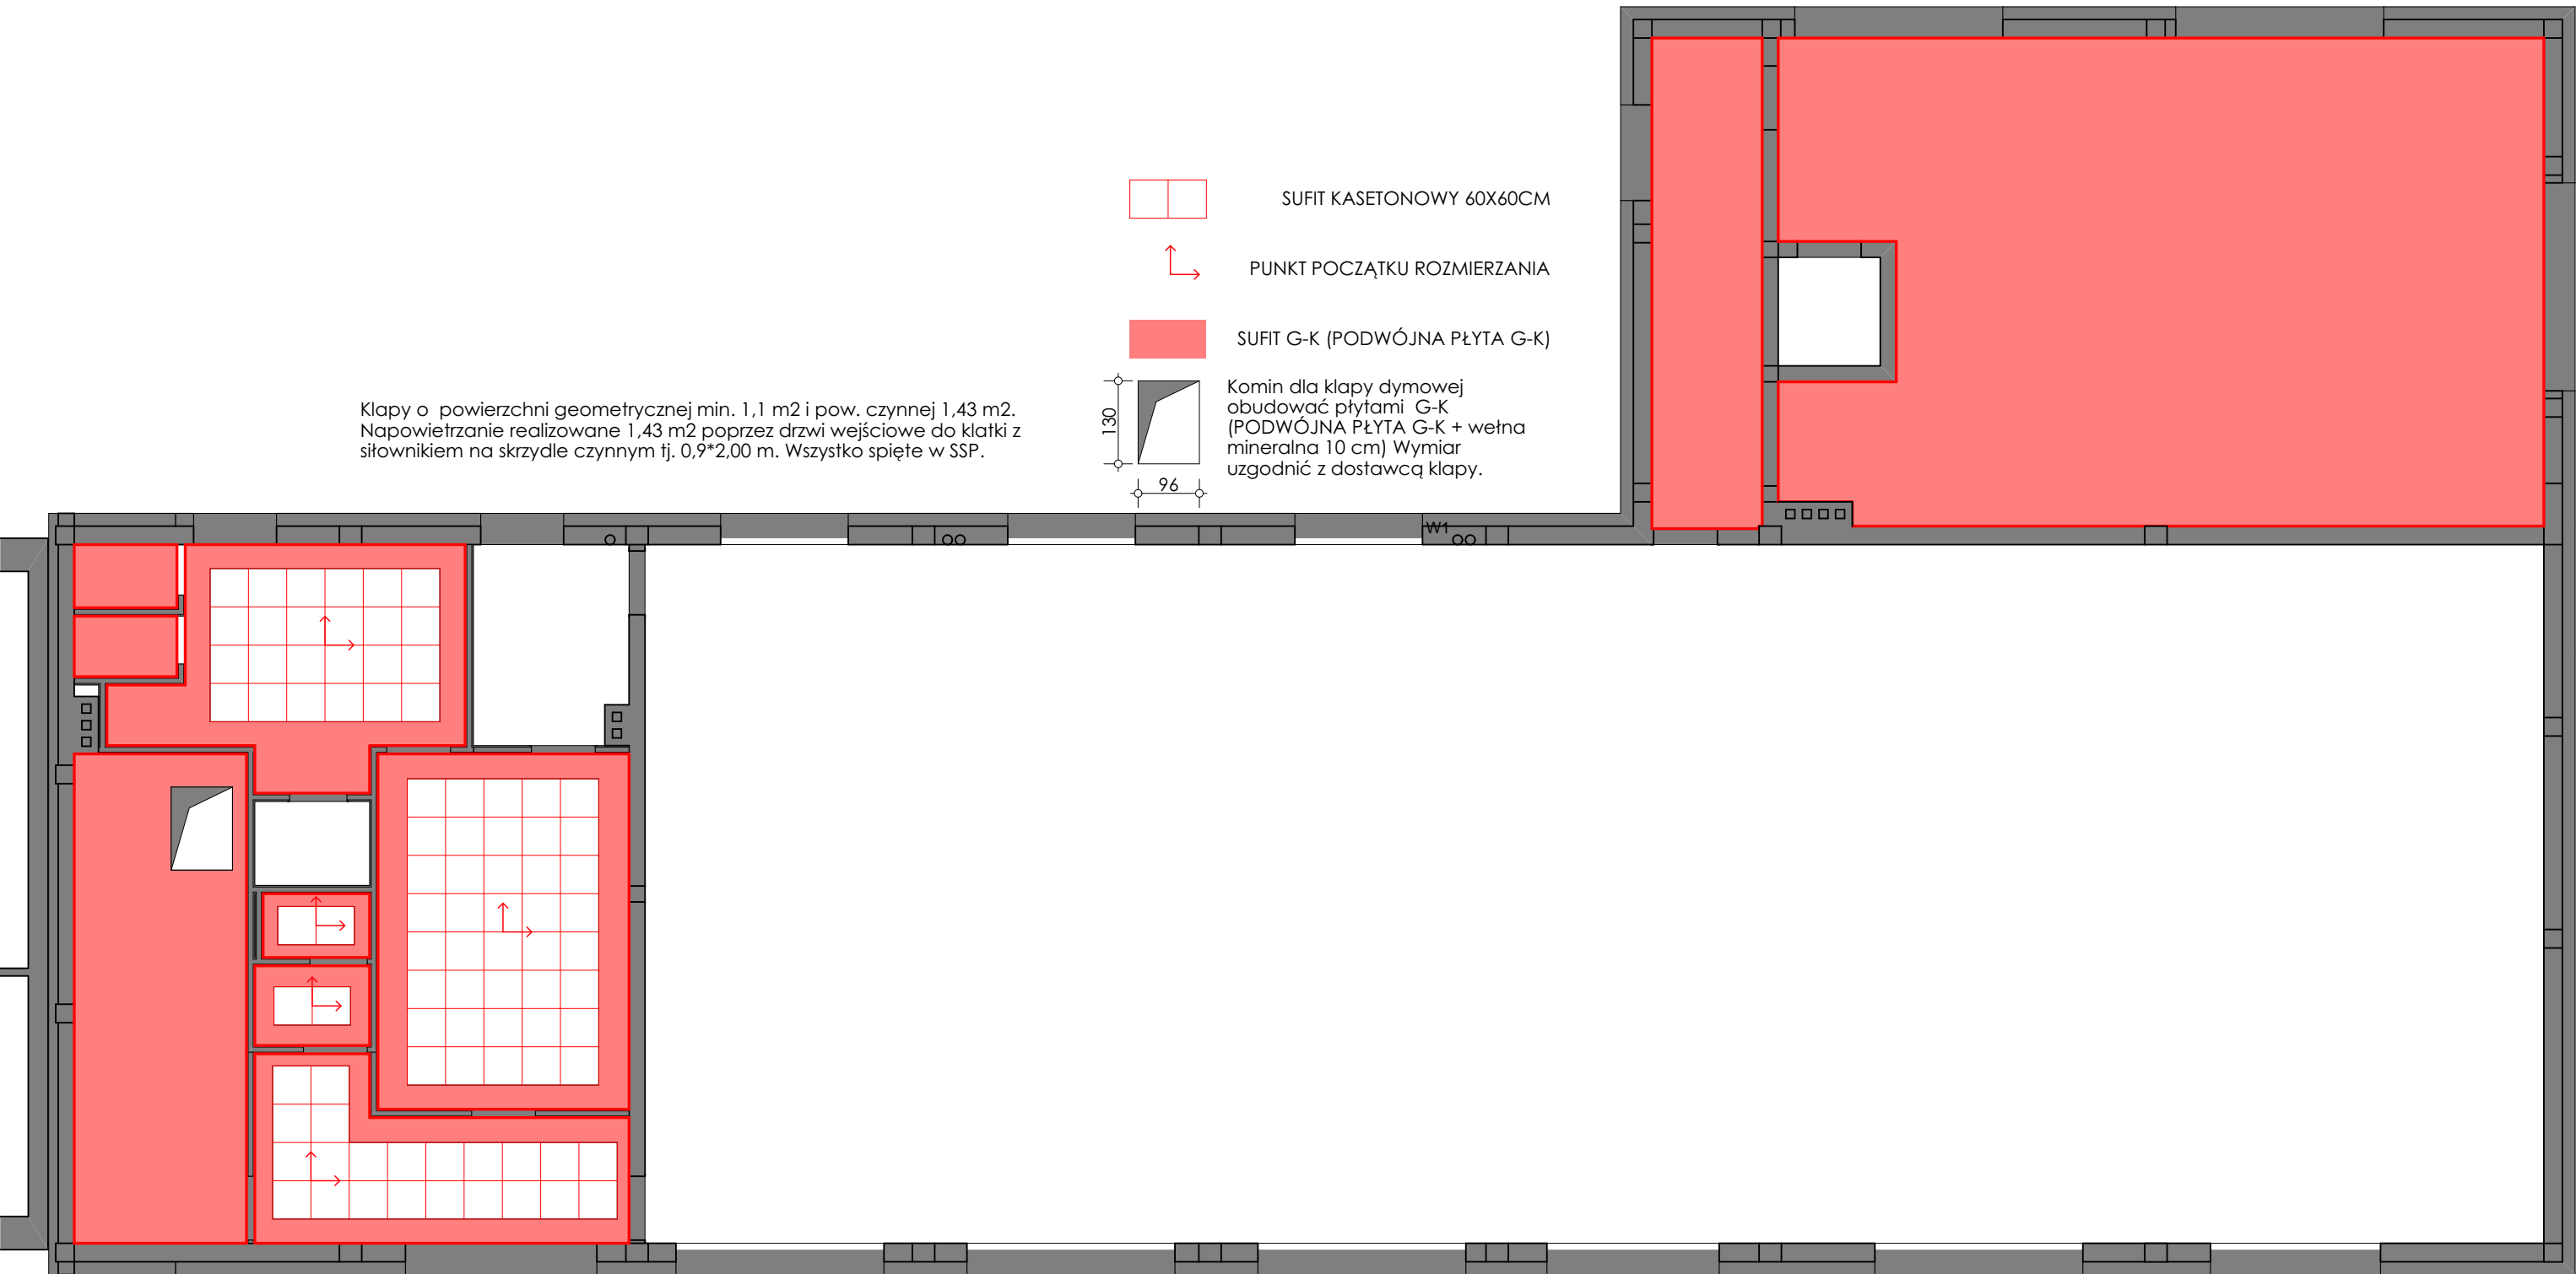 SUFIT KASETONOWY 60X60CM
PUNKT POCZĄTKU ROZMIERZANIA
SUFIT G-K (PODWÓJNA PŁYTA G-K)
Klapy o  powierzchni geometrycznej min. 1,1 m2 i pow. czynnej 1,43 m2.
Napowietrzanie realizowane 1,43 m2 poprzez drzwi wejściowe do klatki z
siłownikiem na skrzydle czynnym tj. 0,9*2,00 m. Wszystko spięte w SSP.
130
96
Komin dla klapy dymowej
obudować płytami  G-K
(PODWÓJNA PŁYTA G-K + wełna
mineralna 10 cm) Wymiar
uzgodnić z dostawcą klapy.
W1